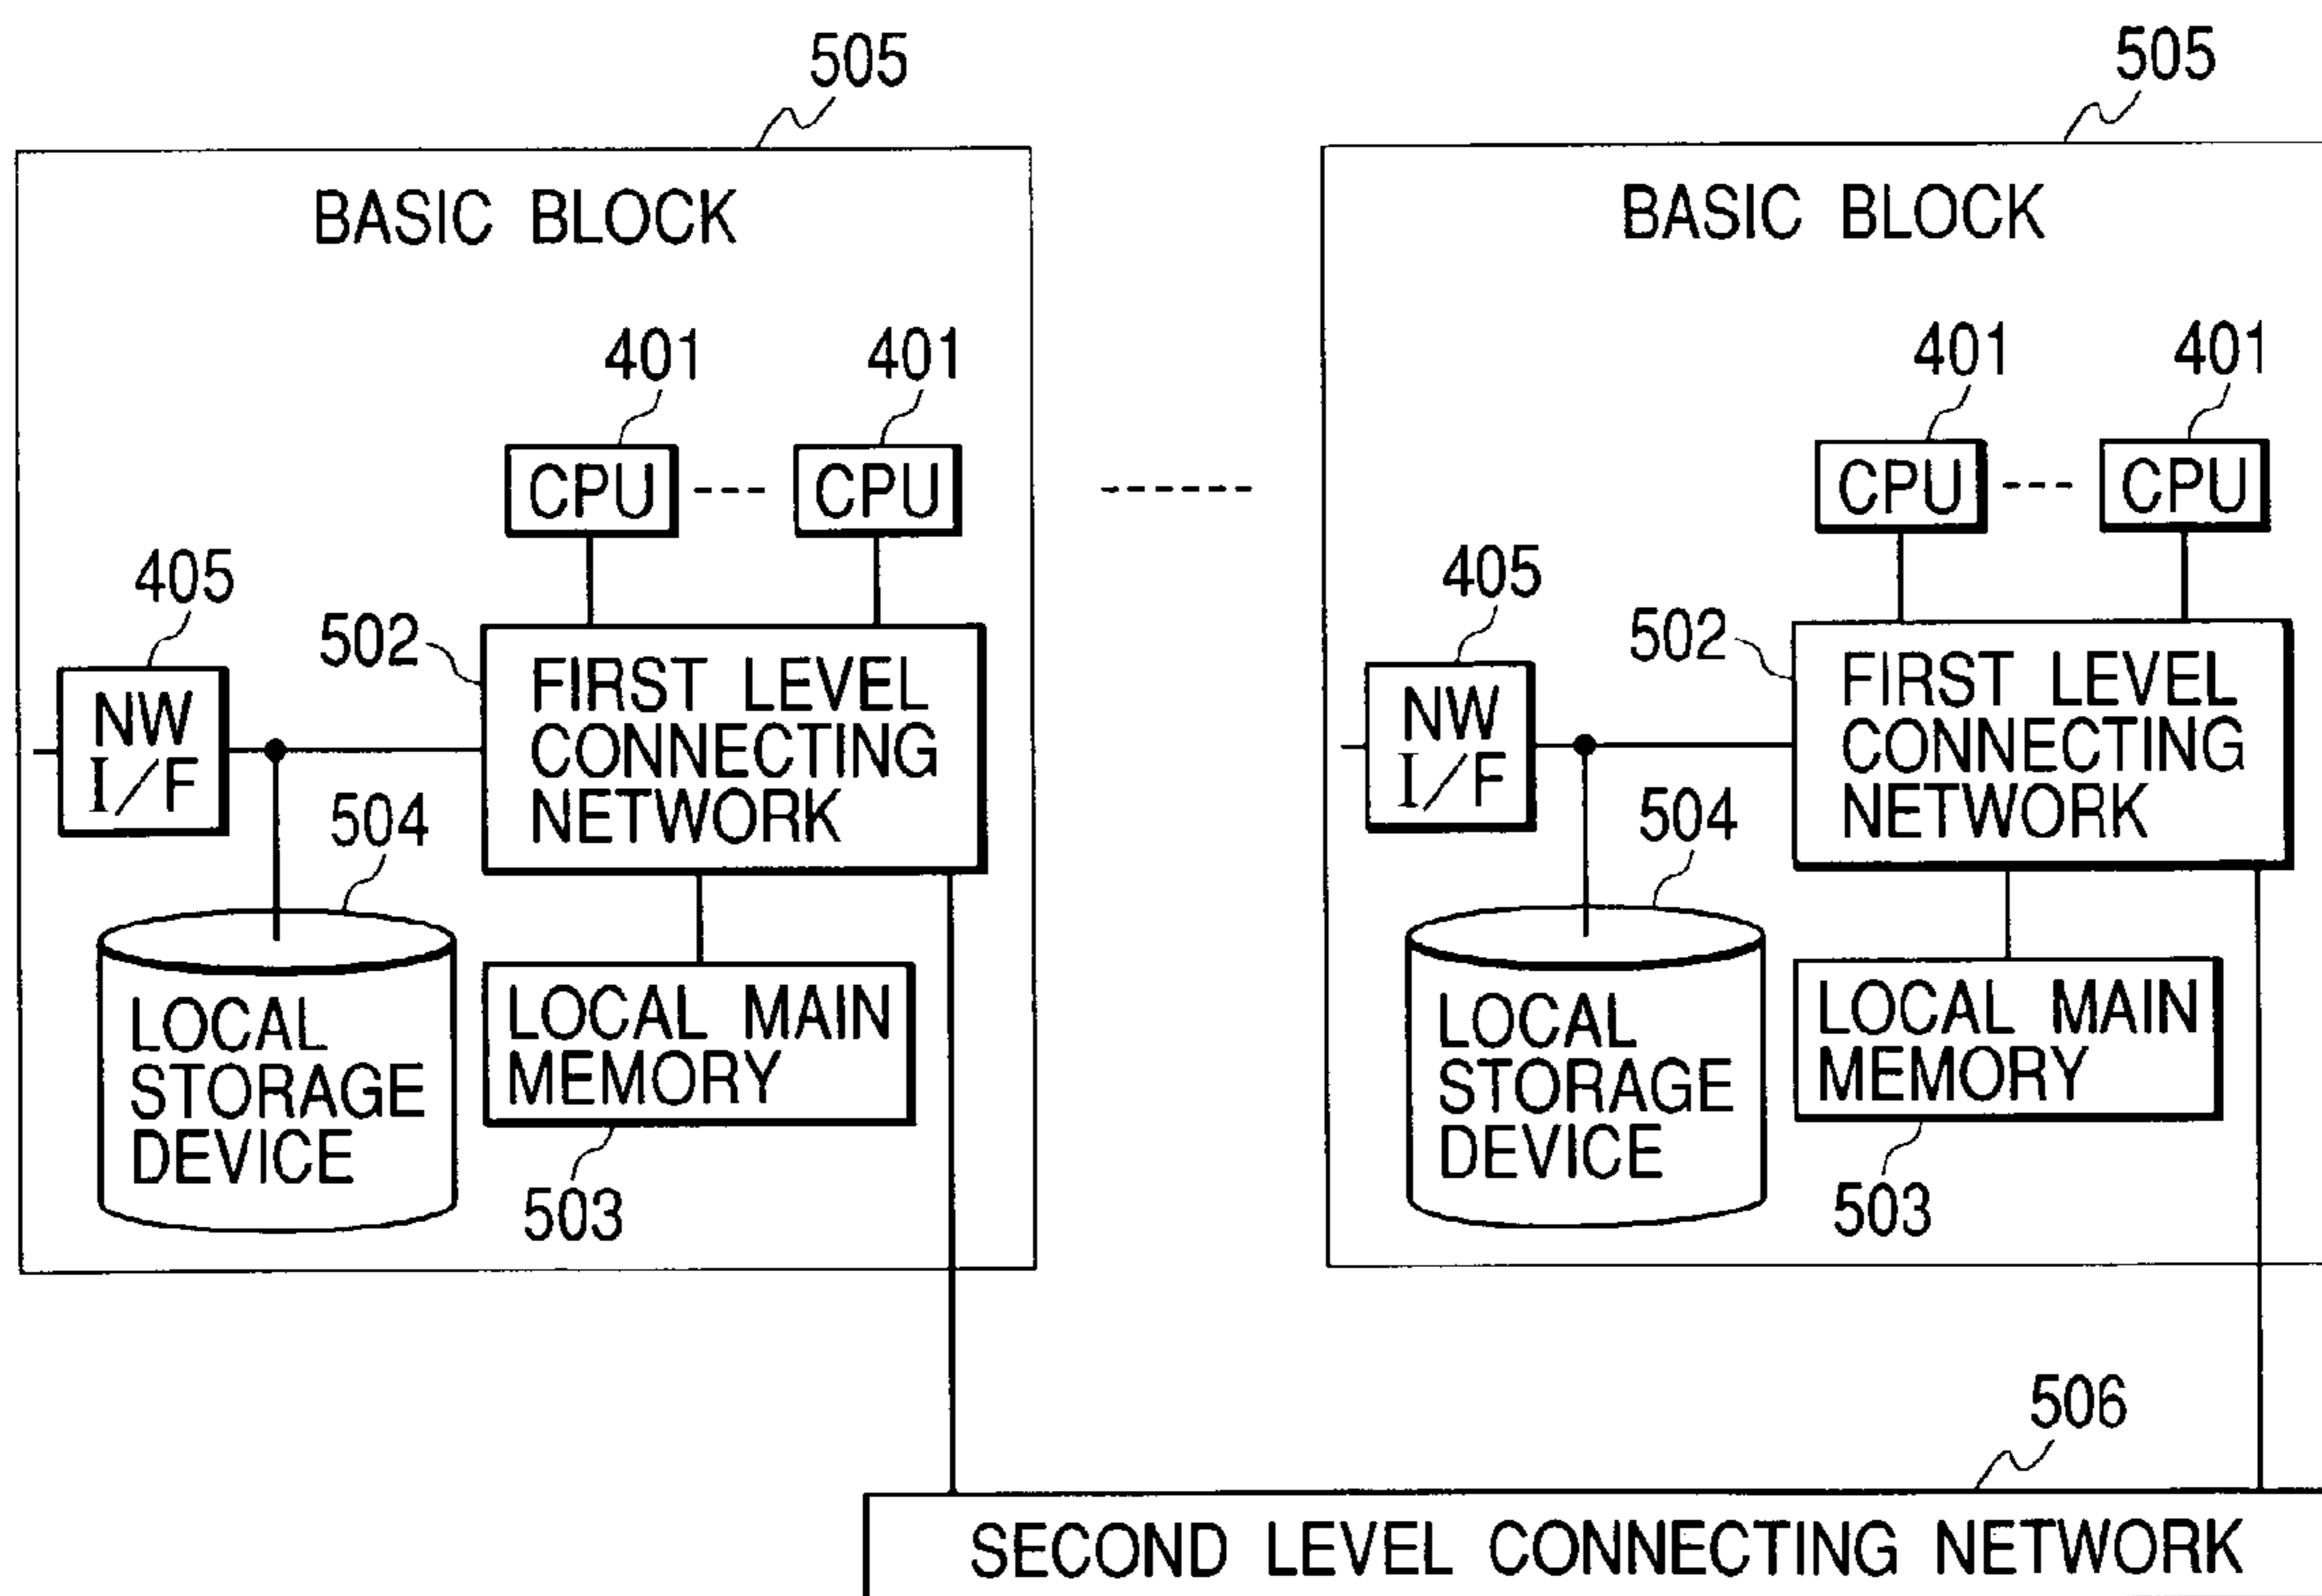 505
505
BASIC BLOCK
BASIC BLOCK
401
401
401
401
CPU
CPU
CPU
CPU
405
502
NW
I/F
FIRST LEVEL
CONNECTING
NETWORK
504
LOCAL
STORAGE
DEVICE
LOCAL MAIN
MEMORY
503
405
502
NW
I/F
FIRST LEVEL
CONNECTING
NETWORK
504
LOCAL
STORAGE
DEVICE
LOCAL MAIN
MEMORY
503
506
SECOND LEVEL CONNECTING NETWORK